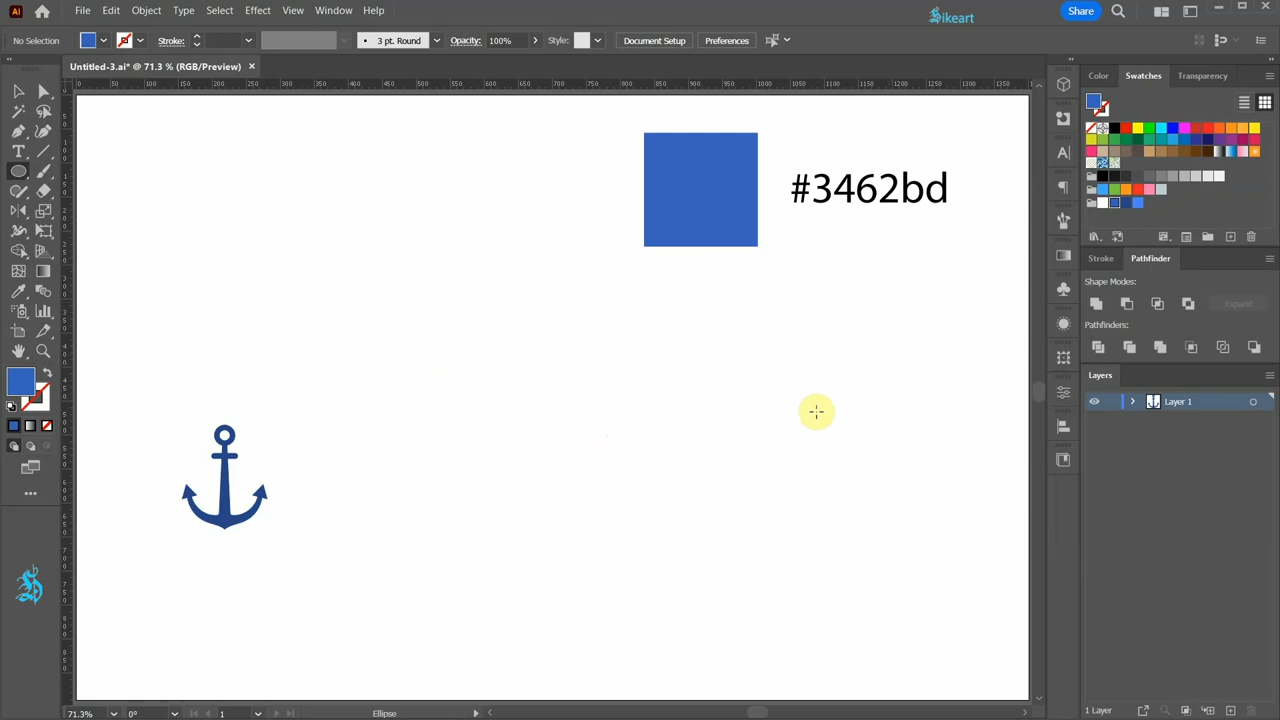 Ai File Edit Object Type Select Effect View Window Help
Sikeart
Share
No Selection Stroke: 3 pt. Round Opacity: 100% Style: Document Setup Preferences
Untitled-3.ai* @ 71.3 % (RGB/Preview) ×
Color Swatches Transparency
#3462bd
Stroke Pathfinder
Shape Modes:
Expand
Pathfinders:
Layers
Layer 1
1 Layer
71.3% 0° 1 Ellipse